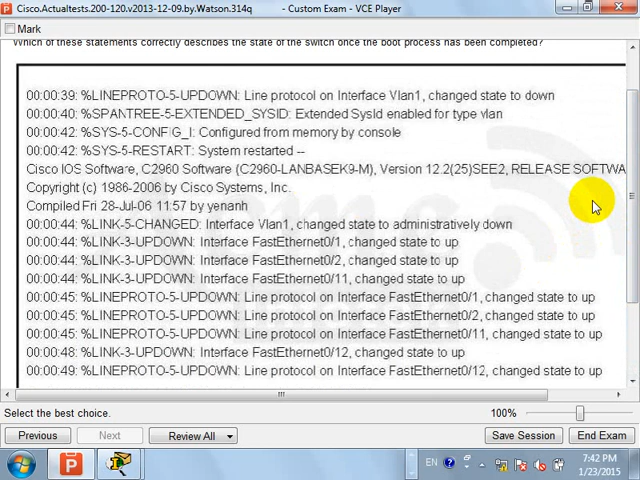 Cisco.Actualtests.200-120.v2013-12-09.by.Watson.314q - Custom Exam - VCE Player
Mark
Which of these statements correctly describes the state of the switch once the boot process has been completed?
00:00:39: %LINEPROTO-5-UPDOWN: Line protocol on Interface Vlan1, changed state to down
00:00:40: %SPANTREE-5-EXTENDED_SYSID: Extended SysId enabled for type vlan
00:00:42: %SYS-5-CONFIG_I: Configured from memory by console
00:00:42: %SYS-5-RESTART: System restarted --
Cisco IOS Software, C2960 Software (C2960-LANBASEK9-M), Version 12.2(25)SEE2, RELEASE SOFTWA
Copyright (c) 1986-2006 by Cisco Systems, Inc.
Compiled Fri 28-Jul-06 11:57 by yenanh
00:00:44: %LINK-5-CHANGED: Interface Vlan1, changed state to administratively down
00:00:44: %LINK-3-UPDOWN: Interface FastEthernet0/1, changed state to up
00:00:44: %LINK-3-UPDOWN: Interface FastEthernet0/2, changed state to up
00:00:44: %LINK-3-UPDOWN: Interface FastEthernet0/11, changed state to up
00:00:45: %LINEPROTO-5-UPDOWN: Line protocol on Interface FastEthernet0/1, changed state to up
00:00:45: %LINEPROTO-5-UPDOWN: Line protocol on Interface FastEthernet0/2, changed state to up
00:00:45: %LINEPROTO-5-UPDOWN: Line protocol on Interface FastEthernet0/11, changed state to up
00:00:48: %LINK-3-UPDOWN: Interface FastEthernet0/12, changed state to up
00:00:49: %LINEPROTO-5-UPDOWN: Line protocol on Interface FastEthernet0/12, changed state to up
Select the best choice. 100%
Previous Next Review All Save Session End Exam
EN 7:42 PM
1/23/2015